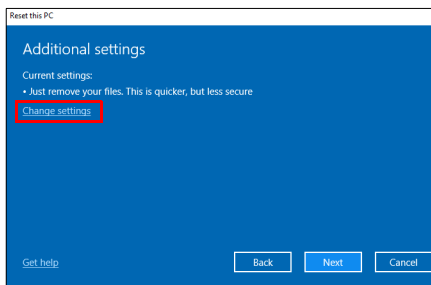 Reset this PC
Additional settings
Current settings:
• Just remove your files. This is quicker, but less secure
Change settings
Get help
Back
Next
Cancel